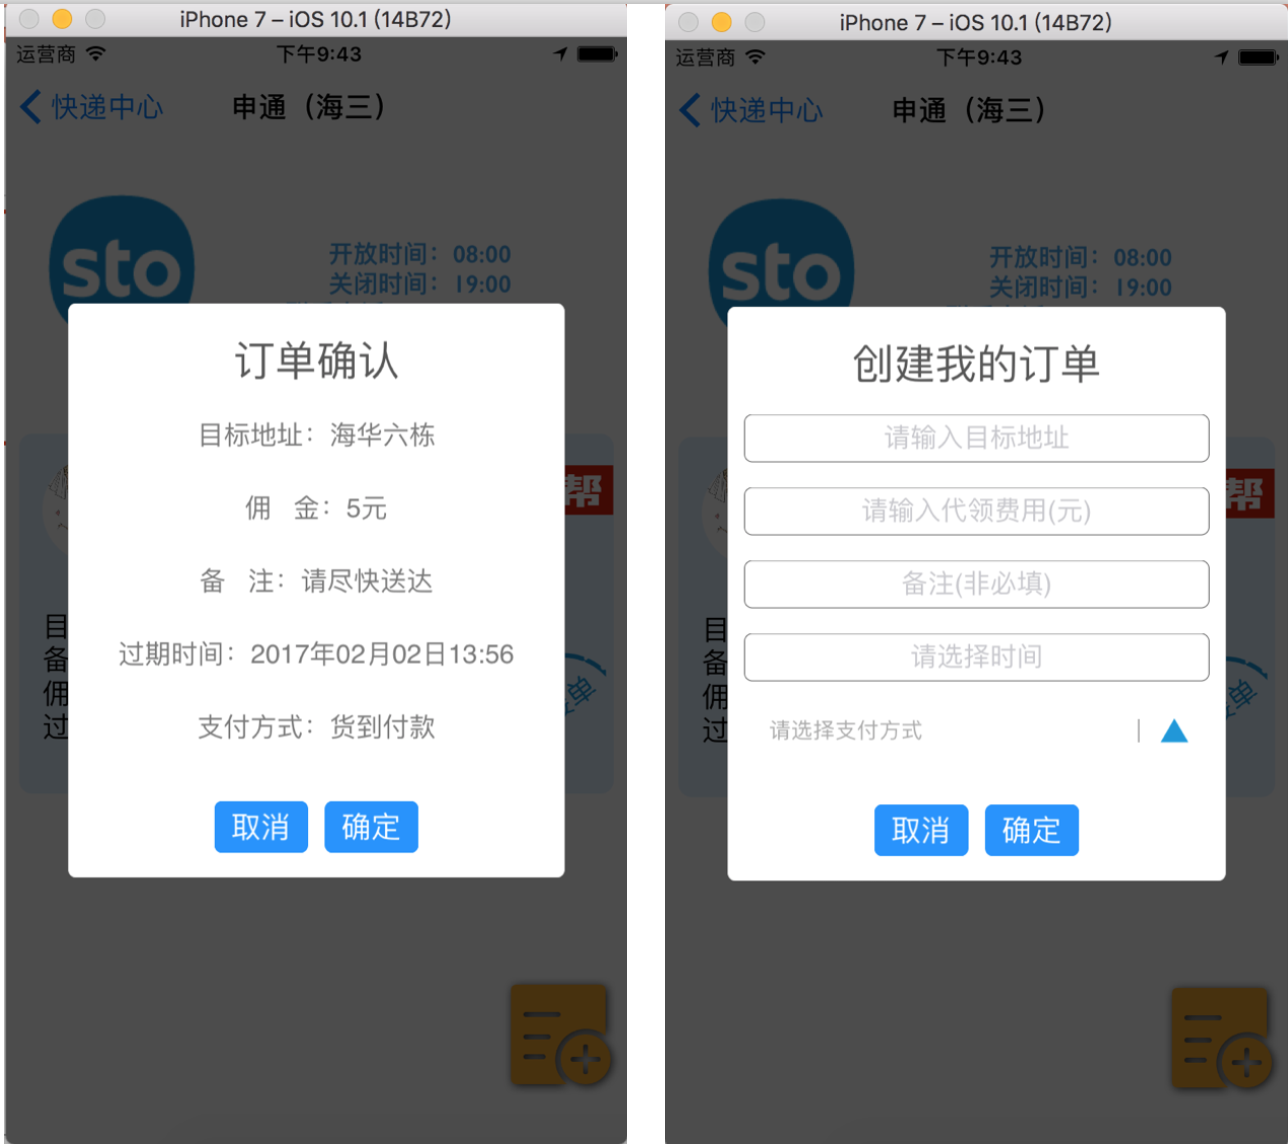 iPhone 7 – iOS 10.1 (14B72)
运营商
下午9:43
快递中心
申通（海三）
sto
开放时间：08:00
关闭时间：19:00
订单确认
目标地址：海华六栋
佣 金：5元
备 注：请尽快送达
过期时间：2017年02月02日13:56
支付方式：货到付款
取消
确定
帮
目
备
佣
过
单
iPhone 7 – iOS 10.1 (14B72)
运营商
下午9:43
快递中心
申通（海三）
sto
开放时间：08:00
关闭时间：19:00
创建我的订单
请输入目标地址
请输入代领费用(元)
备注(非必填)
请选择时间
请选择支付方式
取消
确定
帮
目
备
佣
过
单